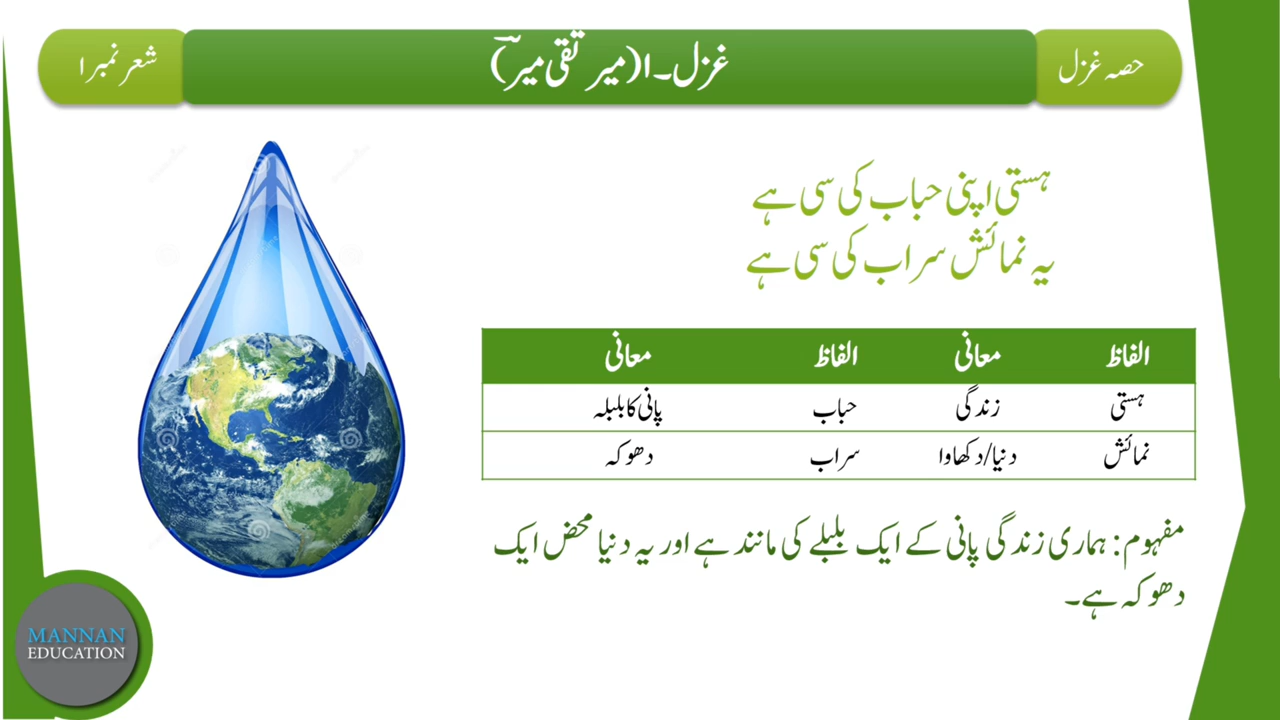 حصہ غزل
غزل۔۱(میر تقی میرؔ)
شعر نمبر ۱
ہستی اپنی حباب کی سی ہے
یہ نمائش سراب کی سی ہے
الفاظ معانی الفاظ معانی
ہستی زندگی حباب پانی کا بلبلہ
نمائش دنیا/دکھاوا سراب دھوکہ
مفہوم: ہماری زندگی پانی کے ایک بلبلے کی مانند ہے اور یہ دنیا محض ایک
دھوکہ ہے۔
MANNAN
EDUCATION